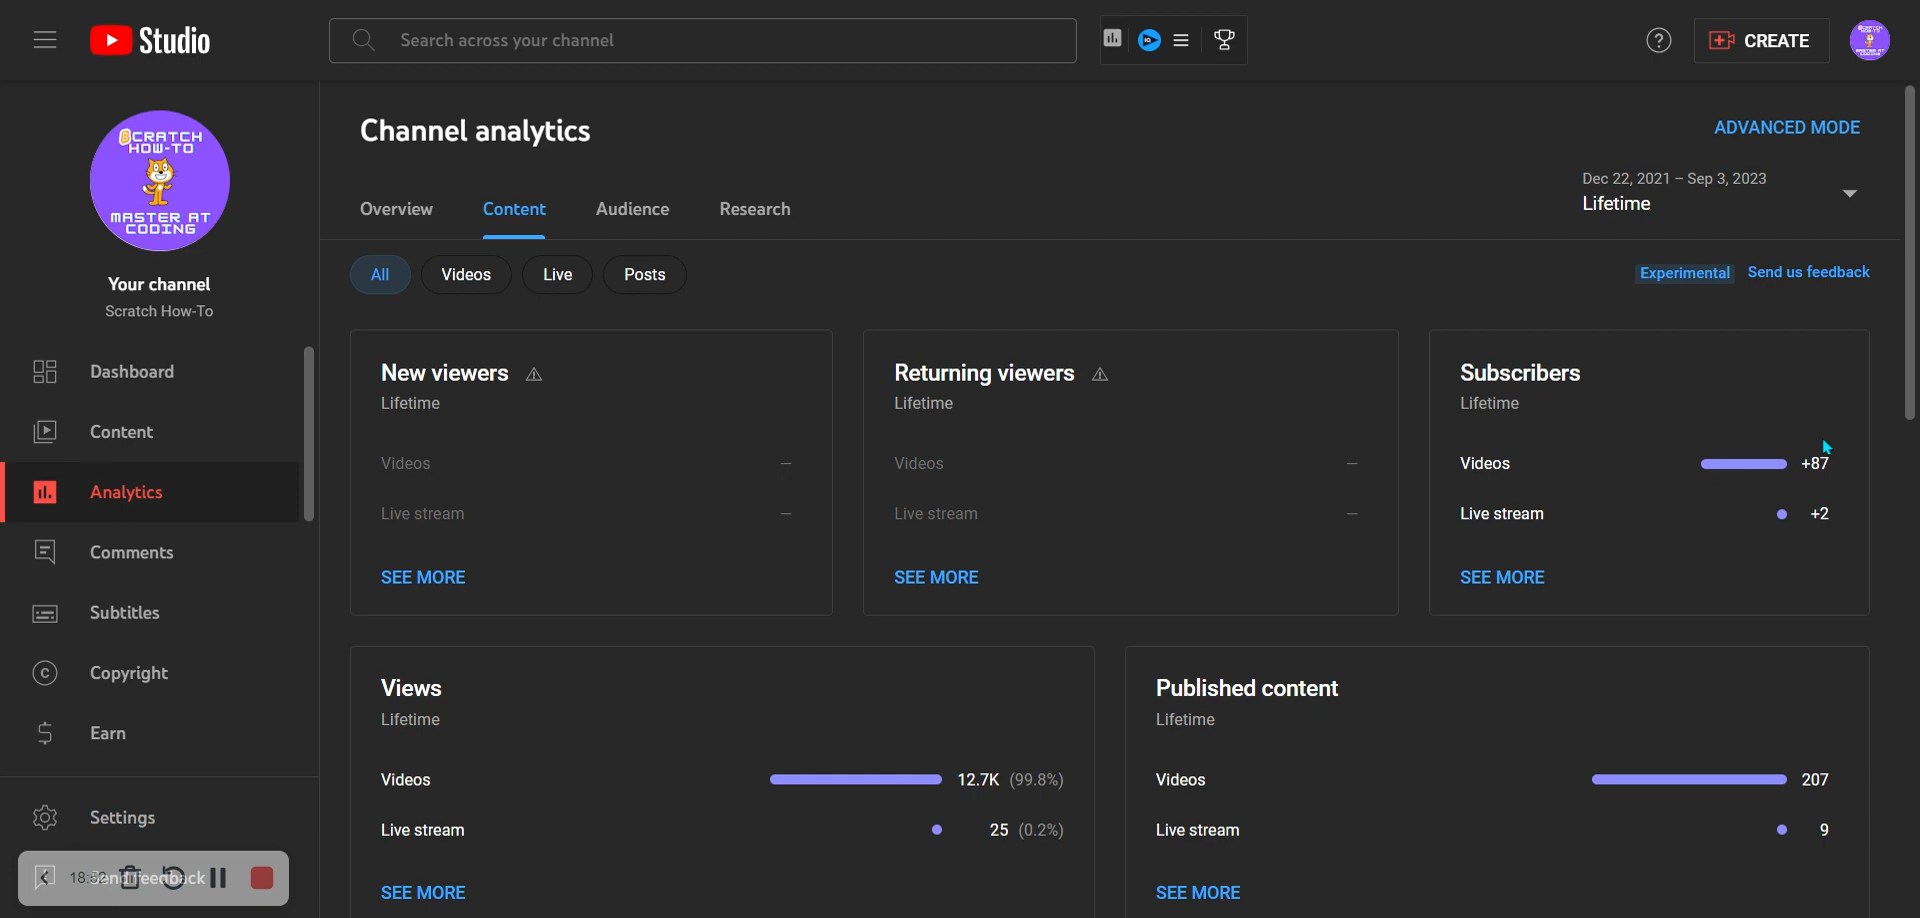 Studio
Search across your channel
CREATE
SCRATCH
HOW-TO
MASTER AT
CODING
Your channel
Scratch How-To
Dashboard
Content
Analytics
Comments
Subtitles
Copyright
Earn
Settings
Send feedback
Channel analytics
ADVANCED MODE
Dec 22, 2021 – Sep 3, 2023
Lifetime
Overview Content Audience Research
All Videos Live Posts
Experimental Send us feedback
New viewers
Lifetime
Videos –
Live stream –
SEE MORE
Returning viewers
Lifetime
Videos –
Live stream –
SEE MORE
Subscribers
Lifetime
Videos +87
Live stream +2
SEE MORE
Views
Lifetime
Videos 12.7K (99.8%)
Live stream 25 (0.2%)
SEE MORE
Published content
Lifetime
Videos 207
Live stream 9
SEE MORE